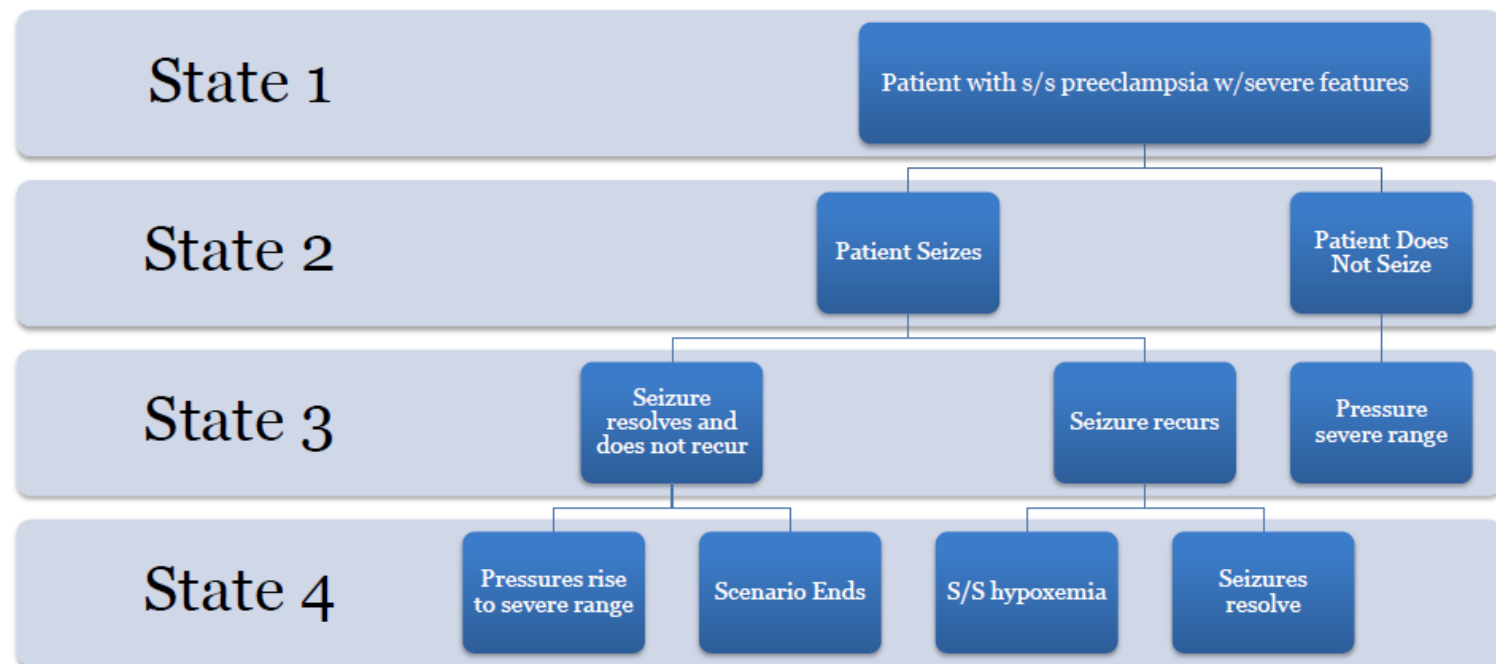 State 1
Patient with s/s preeclampsia w/severe features
State 2
Patient Seizes
Patient Does
Not Seize
State 3
Seizure
resolves and
does not recur
Seizure recurs
Pressure
severe range
State 4
Pressures rise
to severe range
Scenario Ends
S/S hypoxemia
Seizures
resolve